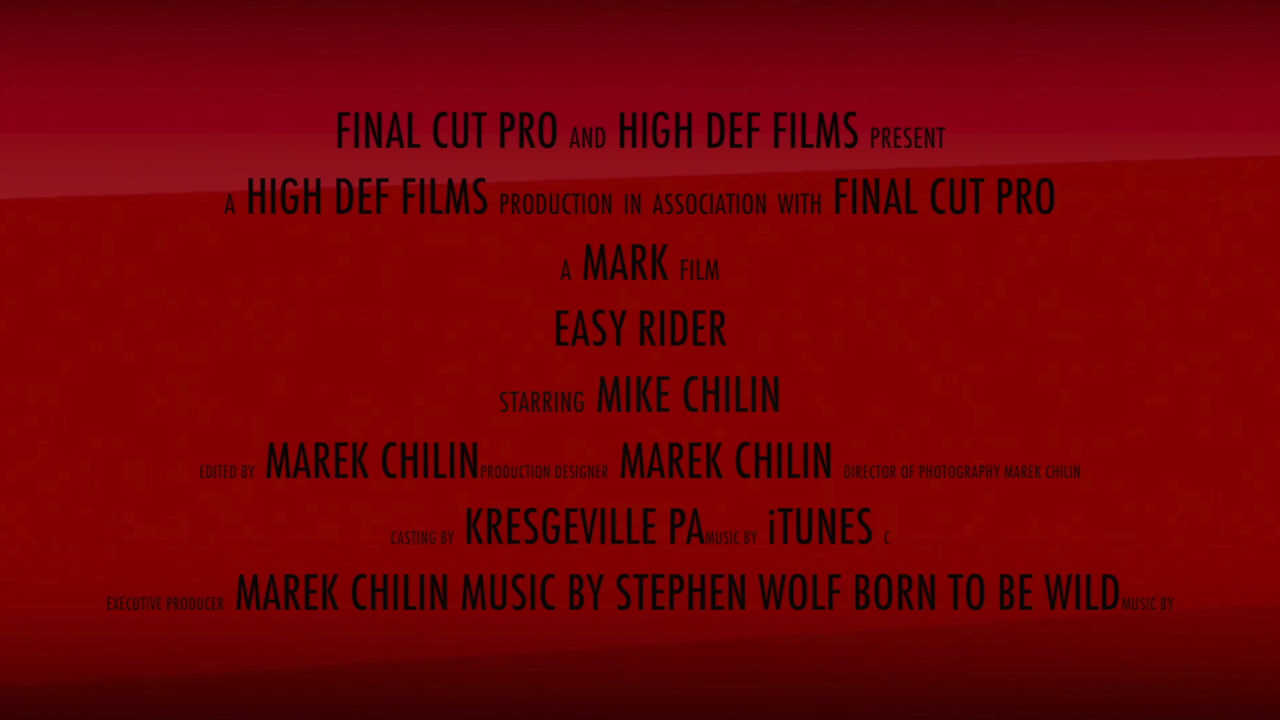 FINAL CUT PRO AND HIGH DEF FILMS PRESENT
A HIGH DEF FILMS PRODUCTION IN ASSOCIATION WITH FINAL CUT PRO
A MARK FILM
EASY RIDER
STARRING MIKE CHILIN
EDITED BY MAREK CHILIN PRODUCTION DESIGNER MAREK CHILIN DIRECTOR OF PHOTOGRAPHY MAREK CHILIN
CASTING BY KRESGEVILLE PA MUSIC BY iTUNES C
EXECUTIVE PRODUCER MAREK CHILIN MUSIC BY STEPHEN WOLF BORN TO BE WILD MUSIC BY